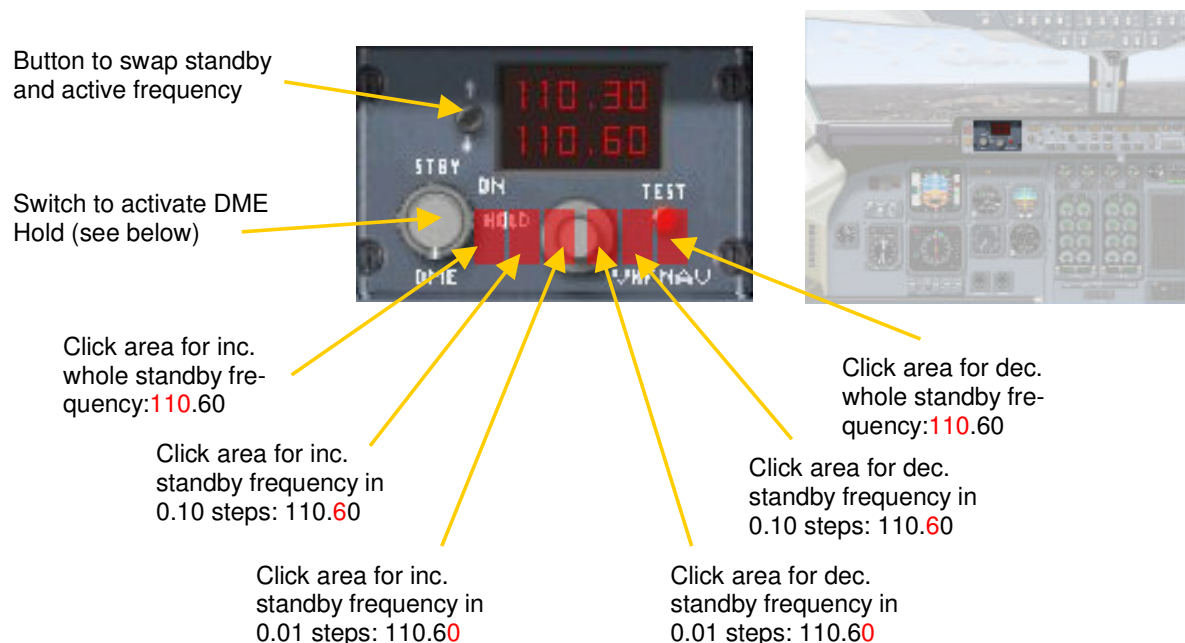 Button to swap standby
and active frequency
110.30
110.60
STBY
ON
TEST
HOLD
DME
VHF NAV
Switch to activate DME
Hold (see below)
Click area for inc.
whole standby fre-
quency:110.60
Click area for dec.
whole standby fre-
quency:110.60
Click area for inc.
standby frequency in
0.10 steps: 110.60
Click area for dec.
standby frequency in
0.10 steps: 110.60
Click area for inc.
standby frequency in
0.01 steps: 110.60
Click area for dec.
standby frequency in
0.01 steps: 110.60